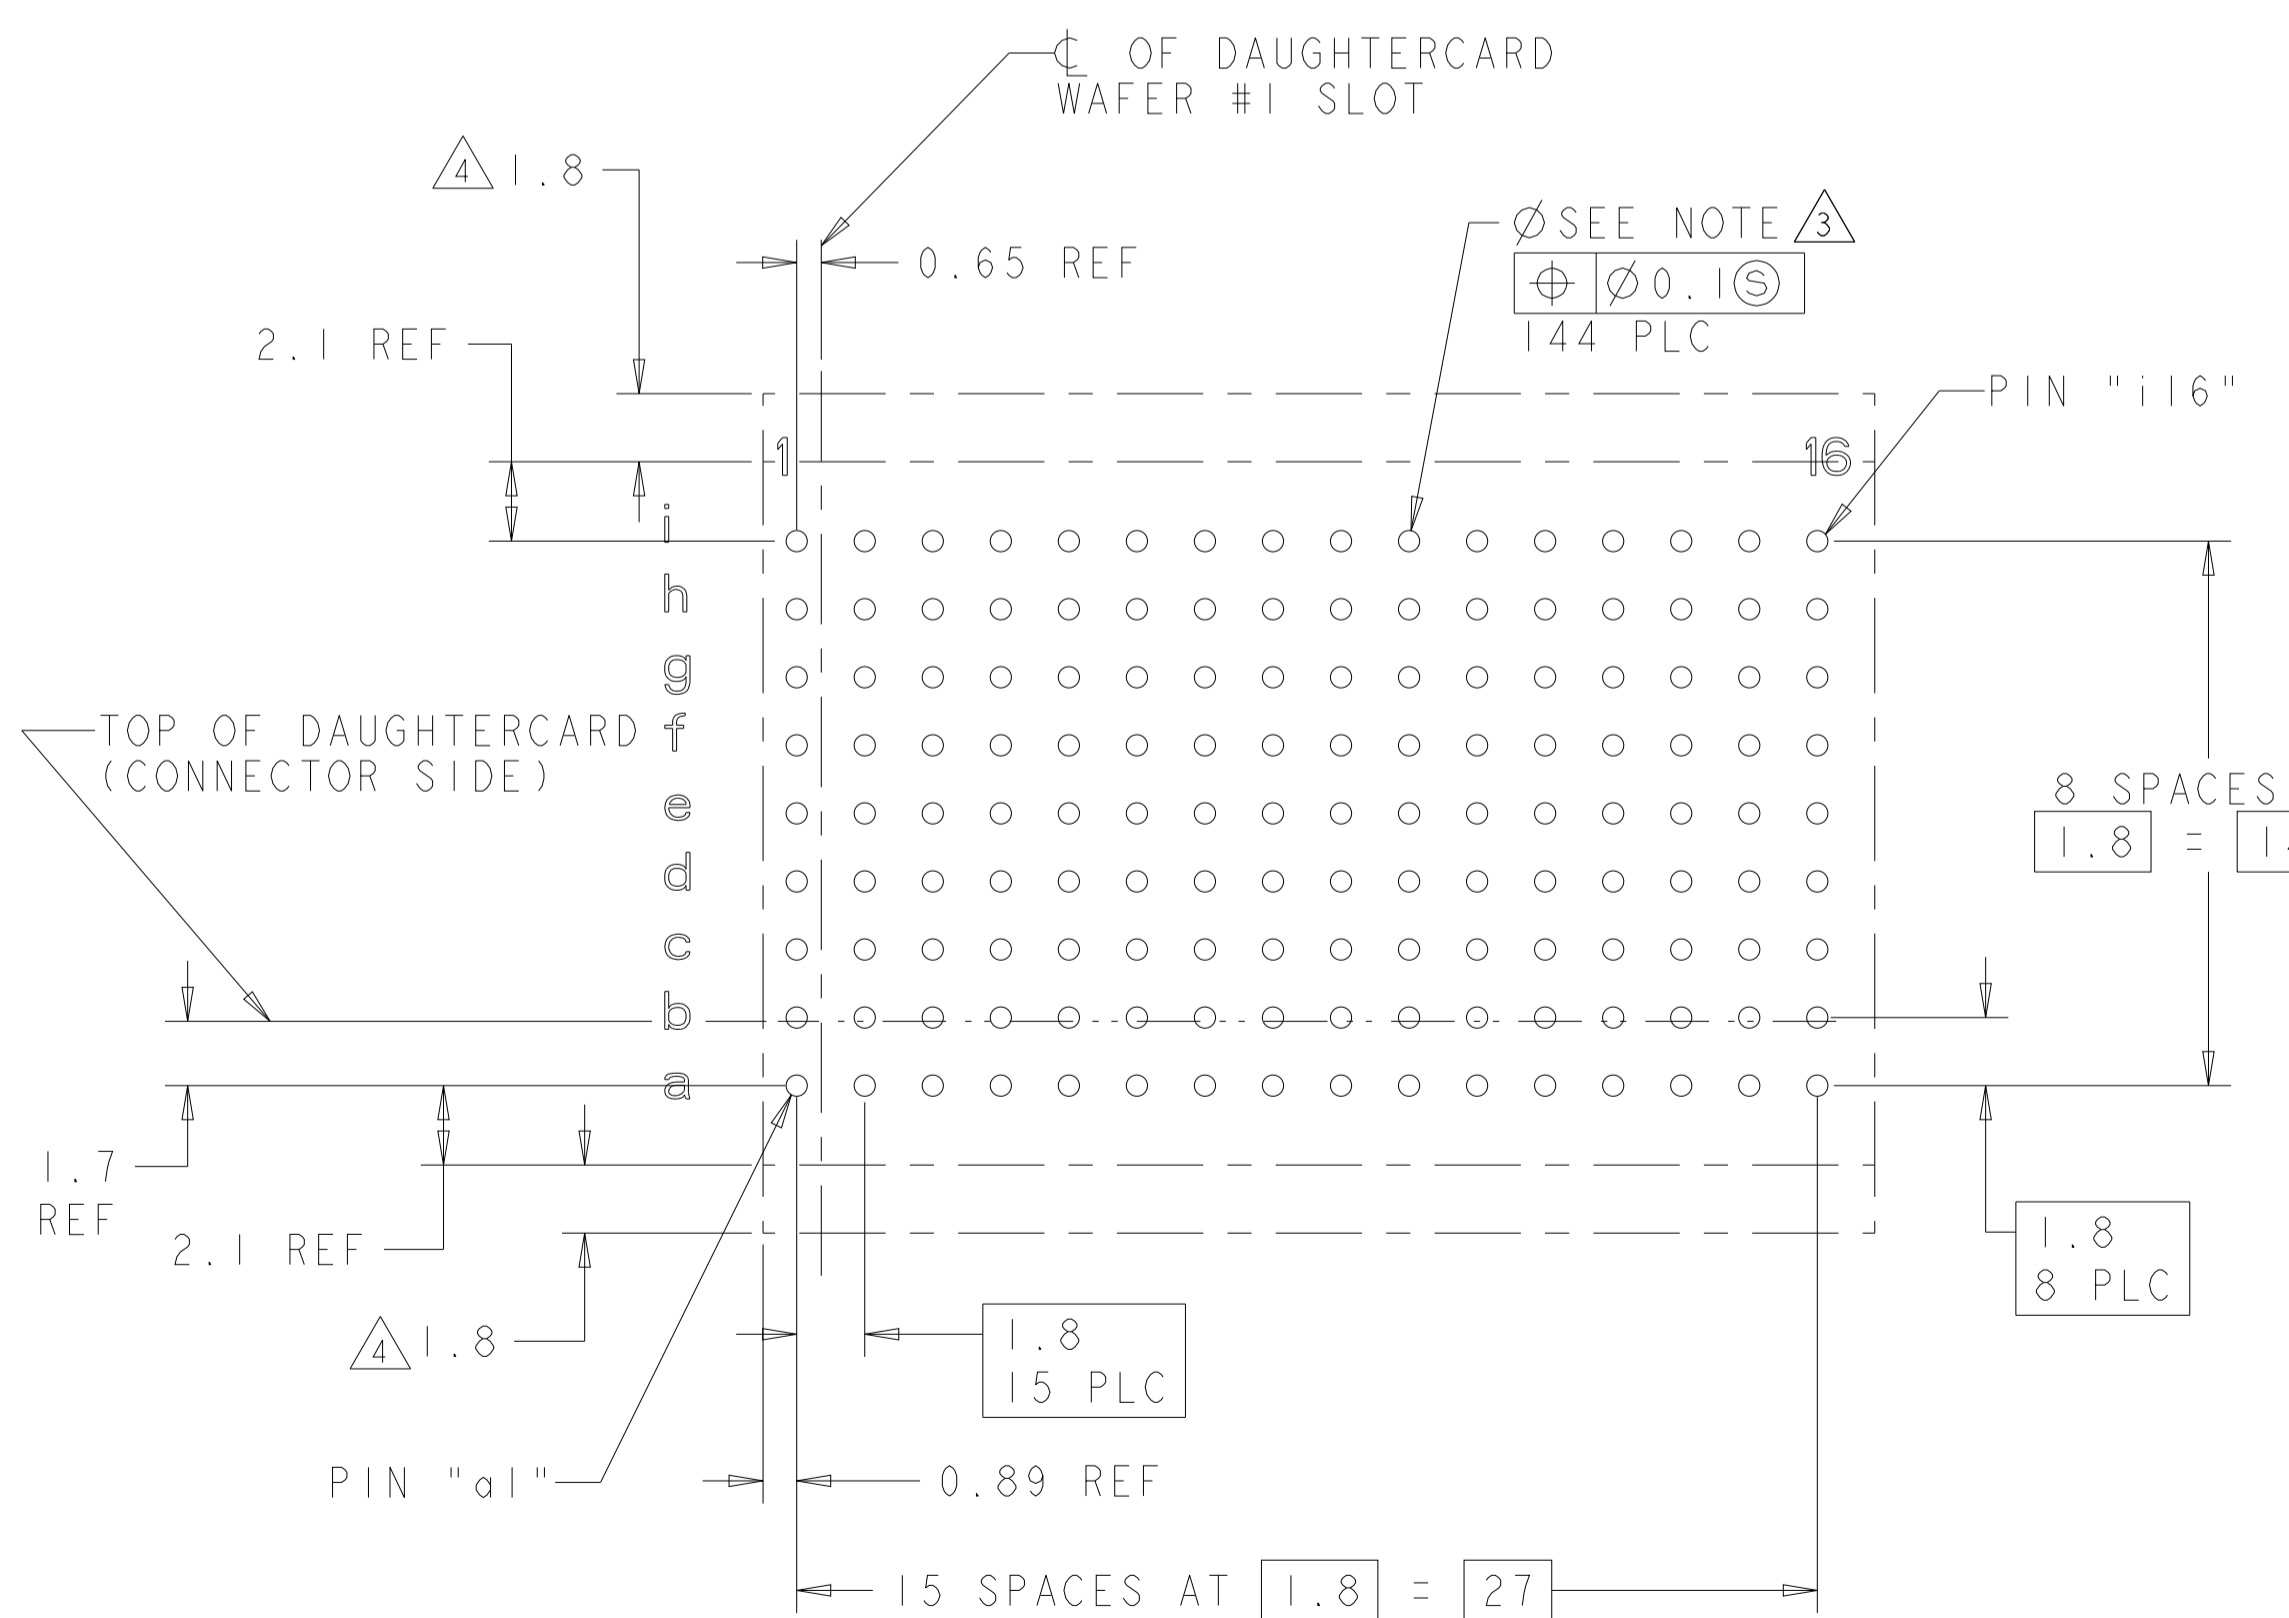 ℄ OF DAUGHTERCARD
WAFER #1 SLOT
4 1.8
0.65 REF
2.1 REF
⌀SEE NOTE 3
⌖ ⌀0.1Ⓢ
144 PLC
PIN "i16"
1
16
i
h
g
f
e
d
c
b
a
TOP OF DAUGHTERCARD
(CONNECTOR SIDE)
8 SPACES
1.8 =
1.7
REF
2.1 REF
4 1.8
1.8
8 PLC
1.8
15 PLC
PIN "a1"
0.89 REF
15 SPACES AT 1.8 = 27